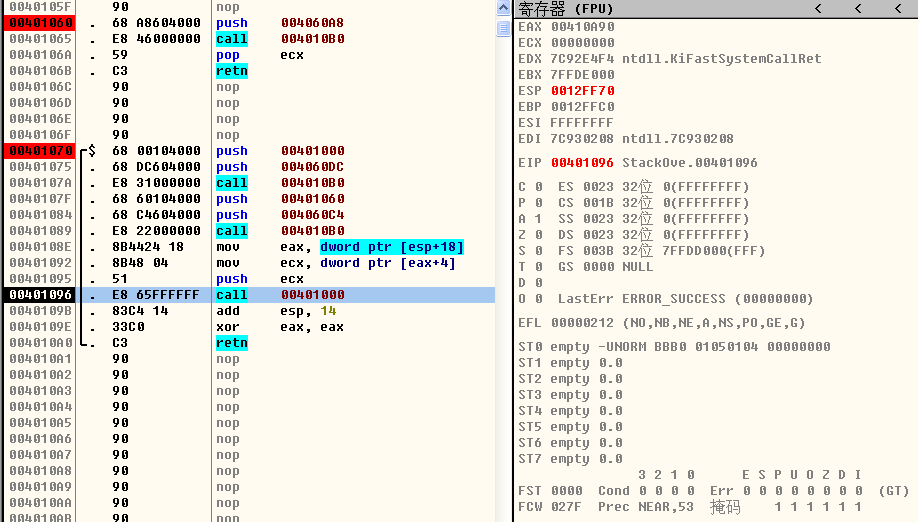 0040105F 90 nop
00401060 . 68 A8604000 push 004060A8
00401065 . E8 46000000 call 004010B0
0040106A . 59 pop ecx
0040106B . C3 retn
0040106C 90 nop
0040106D 90 nop
0040106E 90 nop
0040106F 90 nop
00401070 $ 68 00104000 push 00401000
00401075 . 68 DC604000 push 004060DC
0040107A . E8 31000000 call 004010B0
0040107F . 68 60104000 push 00401060
00401084 . 68 C4604000 push 004060C4
00401089 . E8 22000000 call 004010B0
0040108E . 8B4424 18 mov eax, dword ptr [esp+18]
00401092 . 8B48 04 mov ecx, dword ptr [eax+4]
00401095 . 51 push ecx
00401096 . E8 65FFFFFF call 00401000
0040109B . 83C4 14 add esp, 14
0040109E . 33C0 xor eax, eax
004010A0 . C3 retn
004010A1 90 nop
004010A2 90 nop
004010A3 90 nop
004010A4 90 nop
004010A5 90 nop
004010A6 90 nop
004010A7 90 nop
004010A8 90 nop
004010A9 90 nop
004010AA 90 nop
004010AB 90 nop
寄存器 (FPU) < < <
EAX 00410A90
ECX 00000000
EDX 7C92E4F4 ntdll.KiFastSystemCallRet
EBX 7FFDE000
ESP 0012FF70
EBP 0012FFC0
ESI FFFFFFFF
EDI 7C930208 ntdll.7C930208
EIP 00401096 StackOve.00401096
C 0 ES 0023 32位 0(FFFFFFFF)
P 0 CS 001B 32位 0(FFFFFFFF)
A 1 SS 0023 32位 0(FFFFFFFF)
Z 0 DS 0023 32位 0(FFFFFFFF)
S 0 FS 003B 32位 7FFDD000(FFF)
T 0 GS 0000 NULL
D 0
O 0 LastErr ERROR_SUCCESS (00000000)
EFL 00000212 (NO,NB,NE,A,NS,PO,GE,G)
ST0 empty -UNORM BBB0 01050104 00000000
ST1 empty 0.0
ST2 empty 0.0
ST3 empty 0.0
ST4 empty 0.0
ST5 empty 0.0
ST6 empty 0.0
ST7 empty 0.0
3 2 1 0 E S P U O Z D I
FST 0000 Cond 0 0 0 0 Err 0 0 0 0 0 0 0 0 (GT)
FCW 027F Prec NEAR,53 掩码 1 1 1 1 1 1